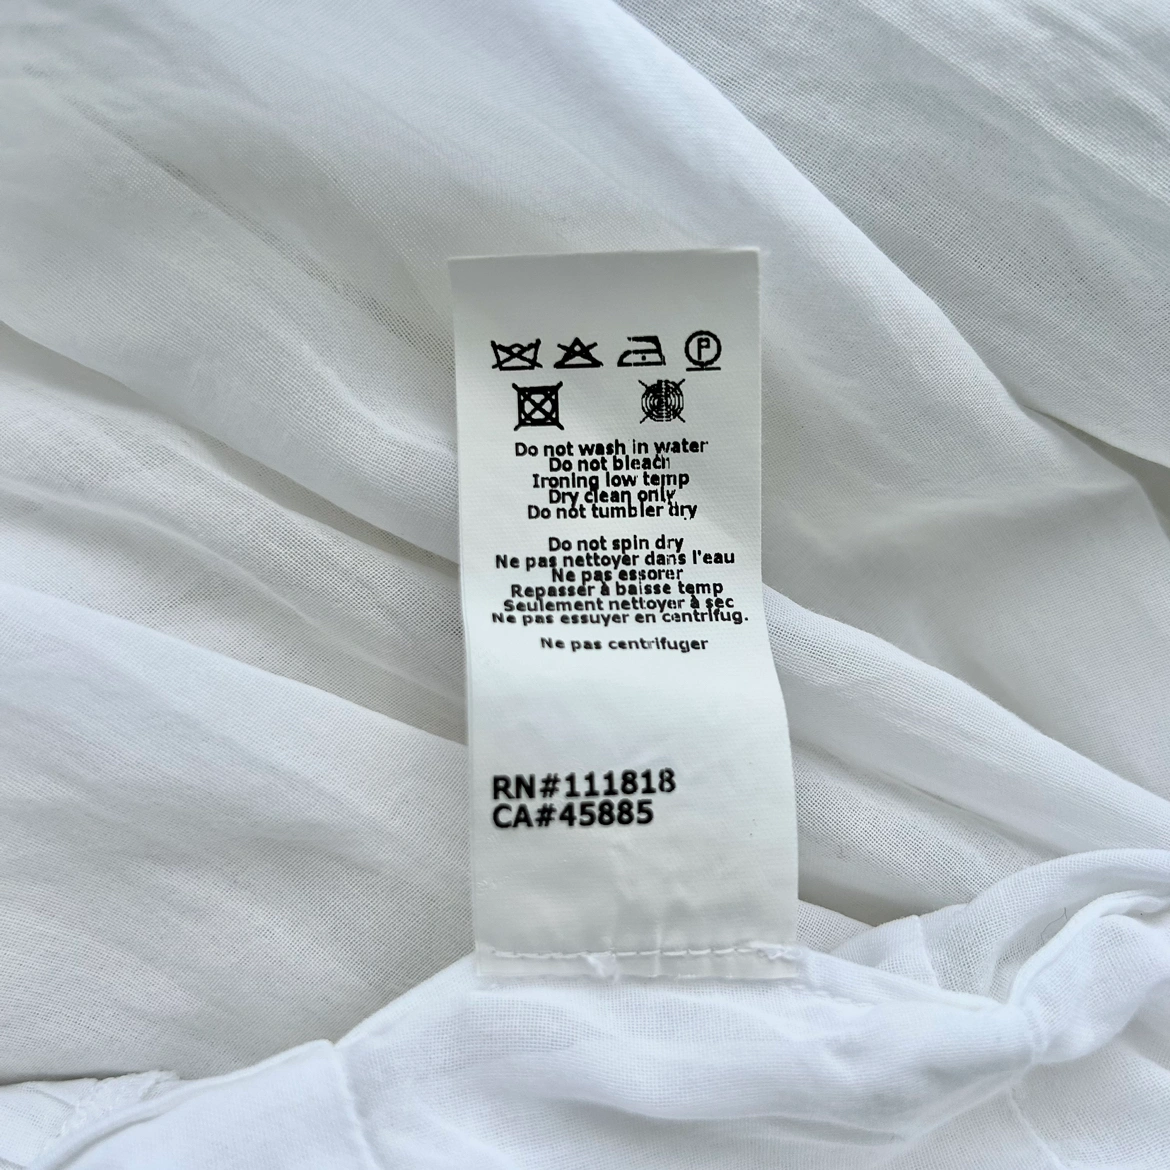 P
Do not wash in water
Do not bleach
Ironing low temp
Dry clean only
Do not tumbler dry
Do not spin dry
Ne pas nettoyer dans l'eau
Ne pas essorer
Repasser à baisse temp
Seulement nettoyer à sec
Ne pas essuyer en centrifug.
Ne pas centrifuger
RN#111818
CA#45885